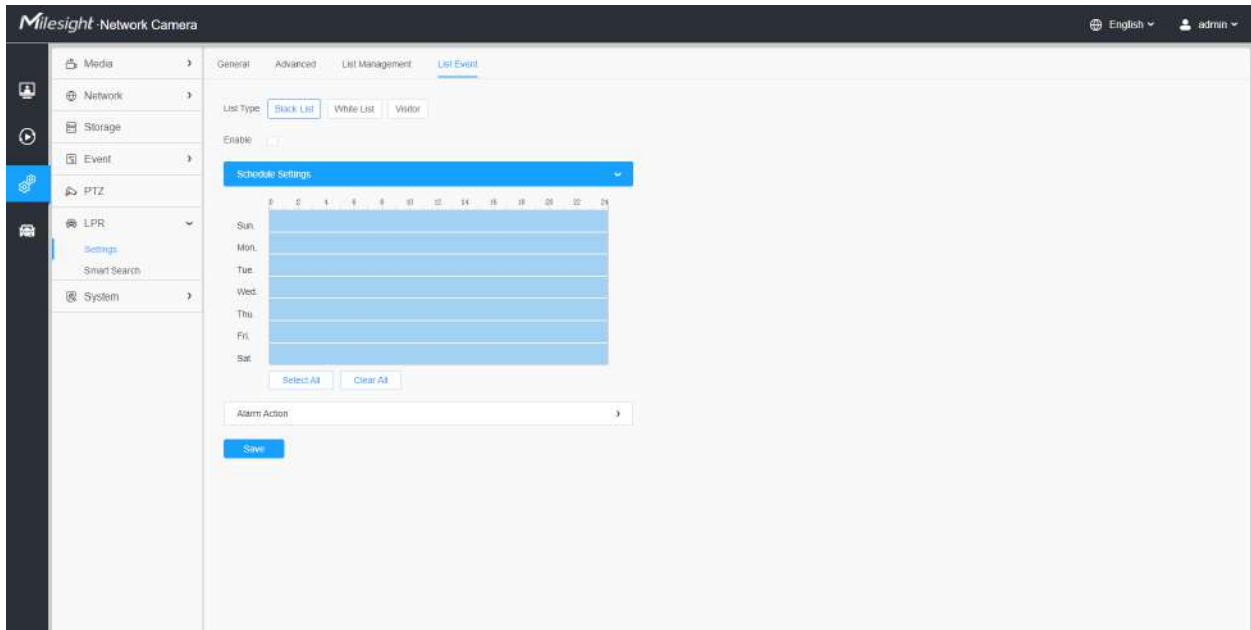 Milesight -Network Camera
English
admin
Media
General
Advanced
List Management
List Event
Network
List Type
Black List
White List
Visitor
Storage
Enable
Event
Schedule Settings
PTZ
0 2 4 6 8 10 12 14 16 18 20 22 24
LPR
Sun.
Settings
Mon.
Smart Search
Tue.
System
Wed.
Thu.
Fri.
Sat.
Select All
Clear All
Alarm Action
Save